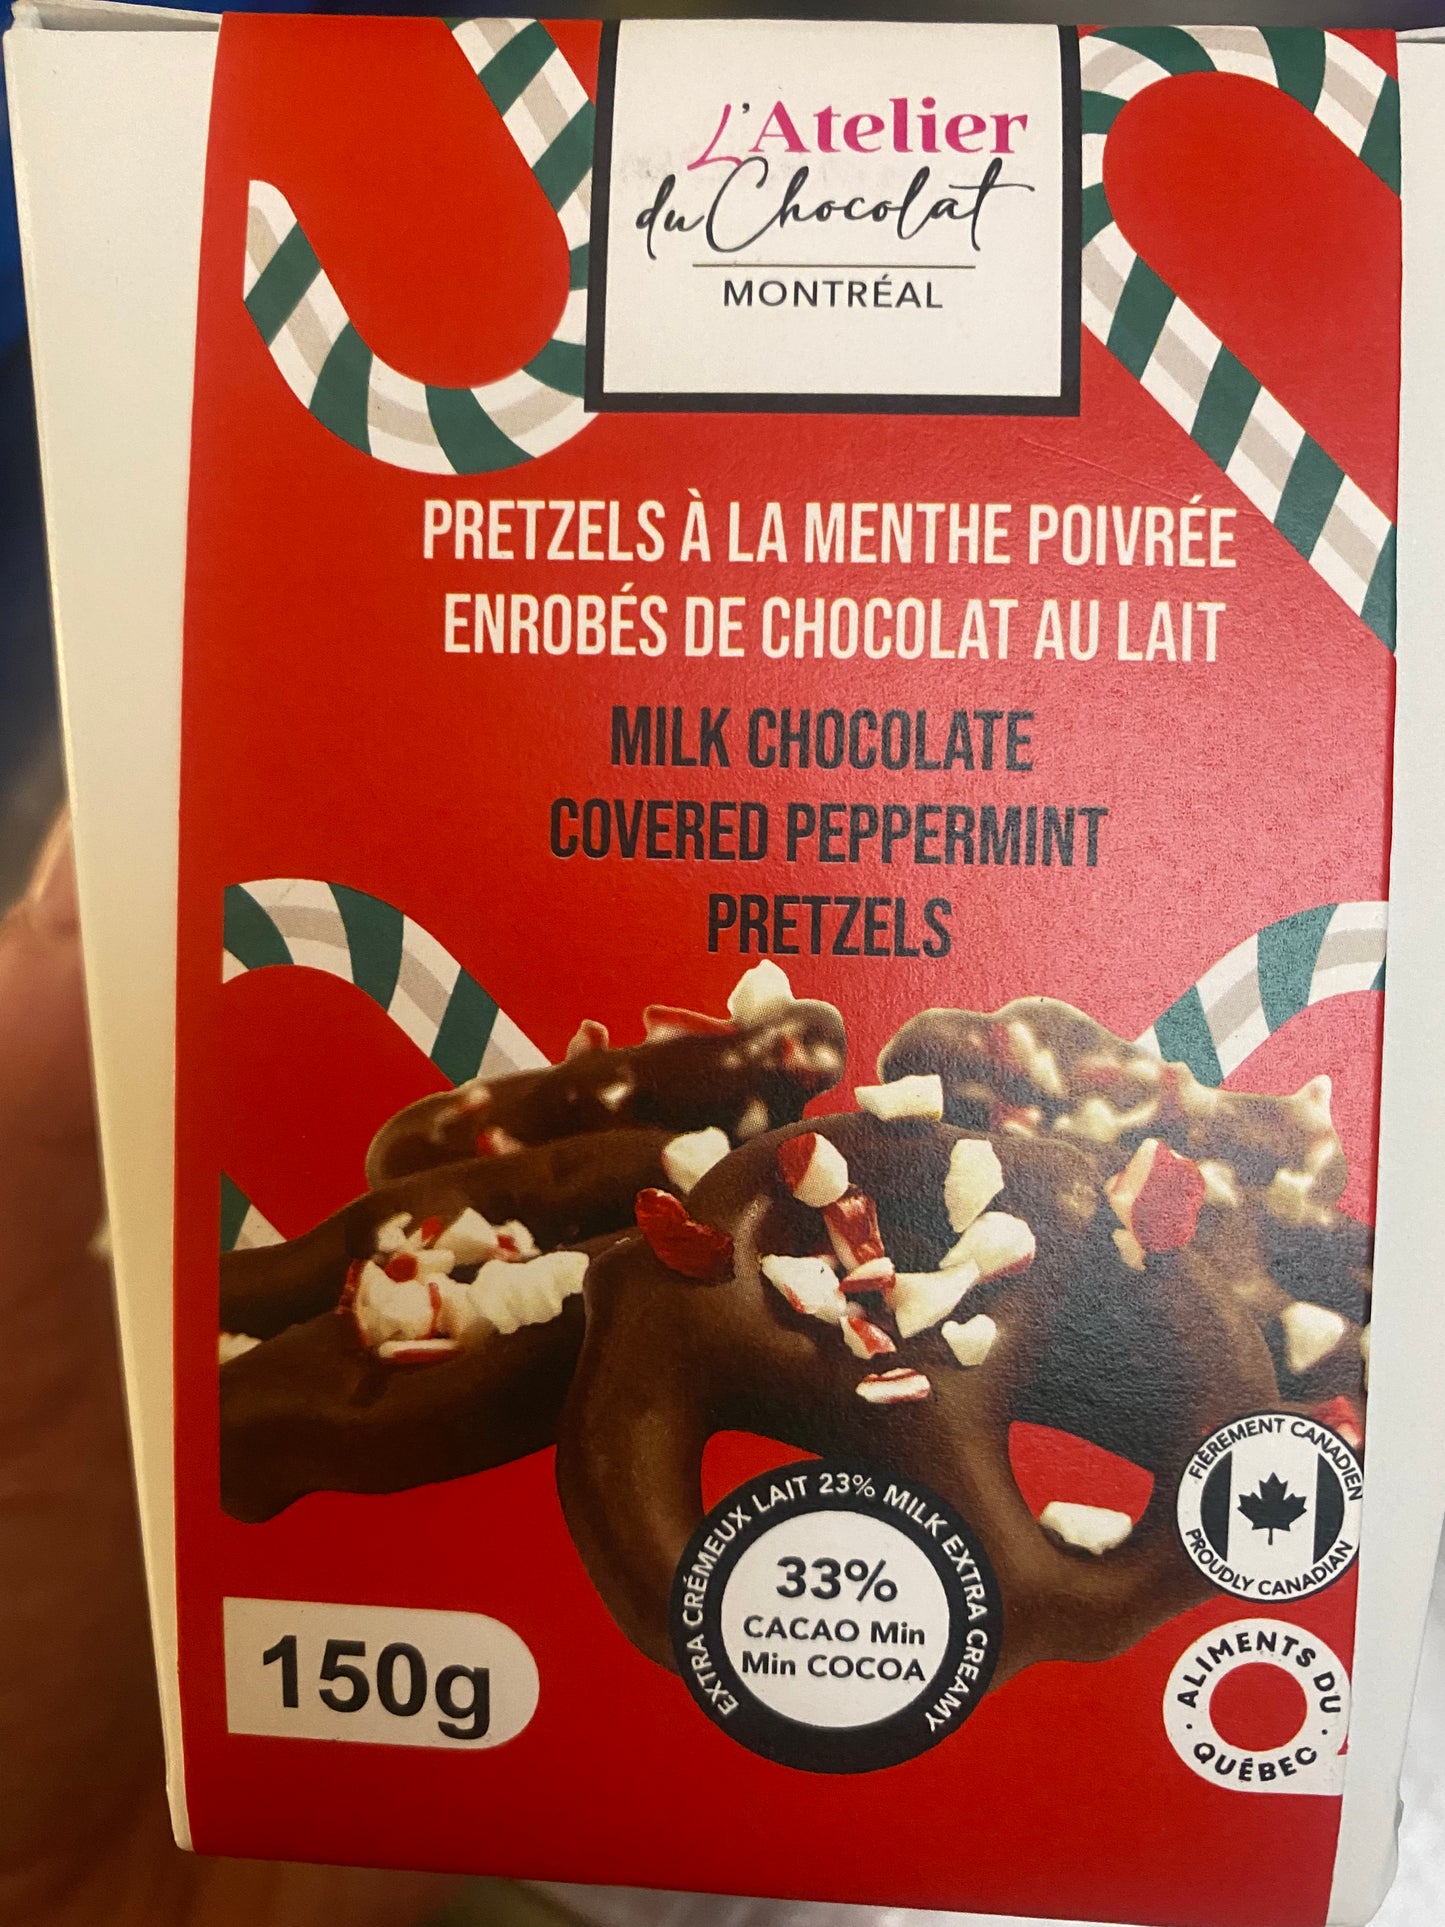 L'Atelier
du Chocolat
MONTRÉAL
PRETZELS À LA MENTHE POIVRÉE
ENROBÉS DE CHOCOLAT AU LAIT
MILK CHOCOLATE
COVERED PEPPERMINT
PRETZELS
150g
EXTRA CRÉMEUX LAIT 23% MILK EXTRA CREAMY
33%
CACAO Min
Min COCOA
FIÈREMENT CANADIEN
PROUDLY CANADIAN
ALIMENTS DU
QUÉBEC